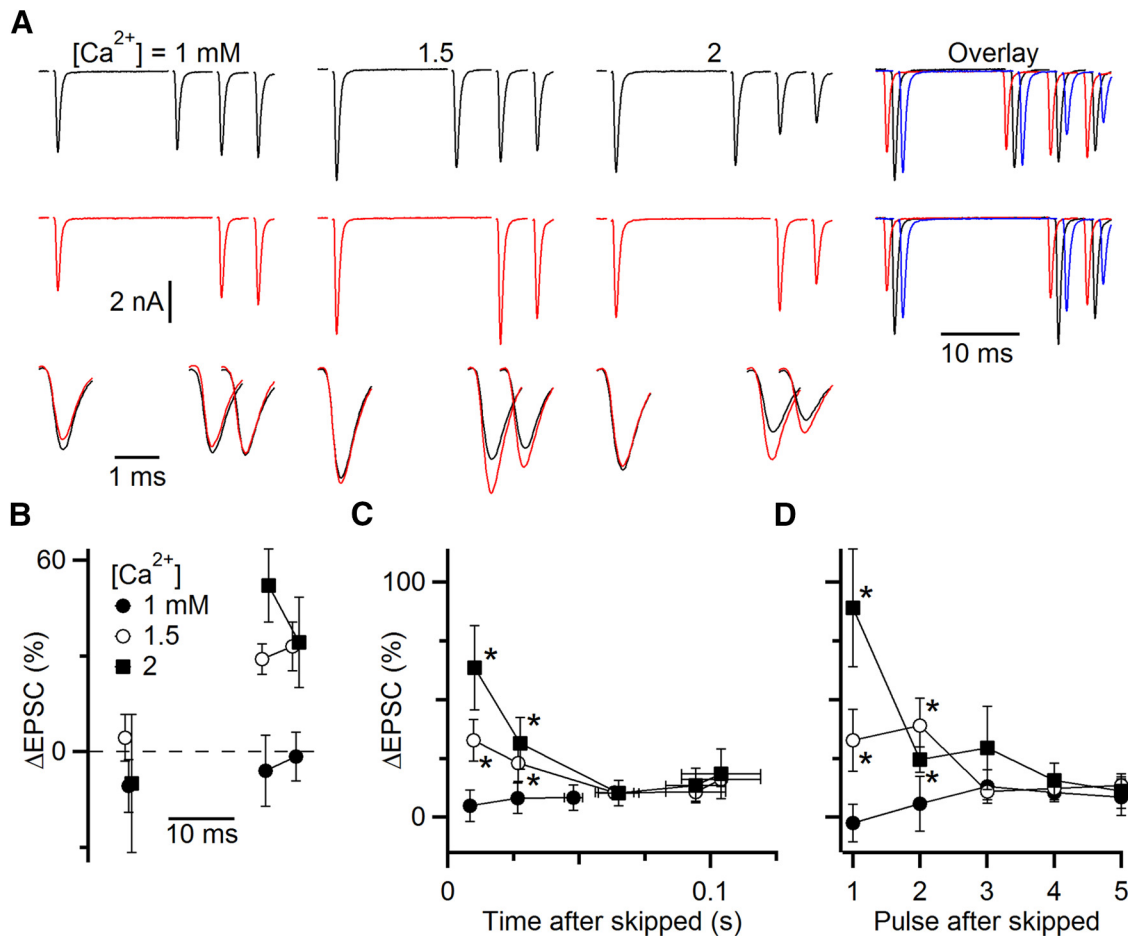 A
[Ca²⁺] = 1 mM 1.5 2 Overlay
2 nA
10 ms
1 ms
B C D
ΔEPSC (%)
60
0
[Ca²⁺]
1 mM
1.5
2
10 ms
ΔEPSC (%)
100
0
* * * *
0 0.1
Time after skipped (s)
* * * *
1 2 3 4 5
Pulse after skipped